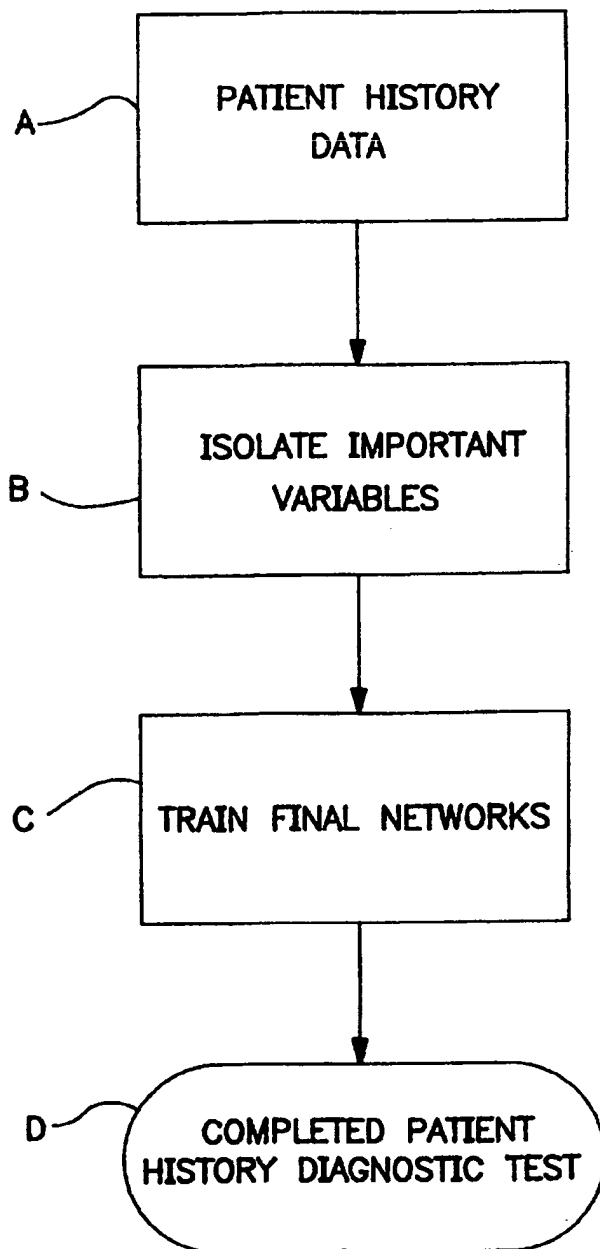 A
PATIENT HISTORY
DATA
B
ISOLATE IMPORTANT
VARIABLES
C
TRAIN FINAL NETWORKS
D
COMPLETED PATIENT
HISTORY DIAGNOSTIC TEST